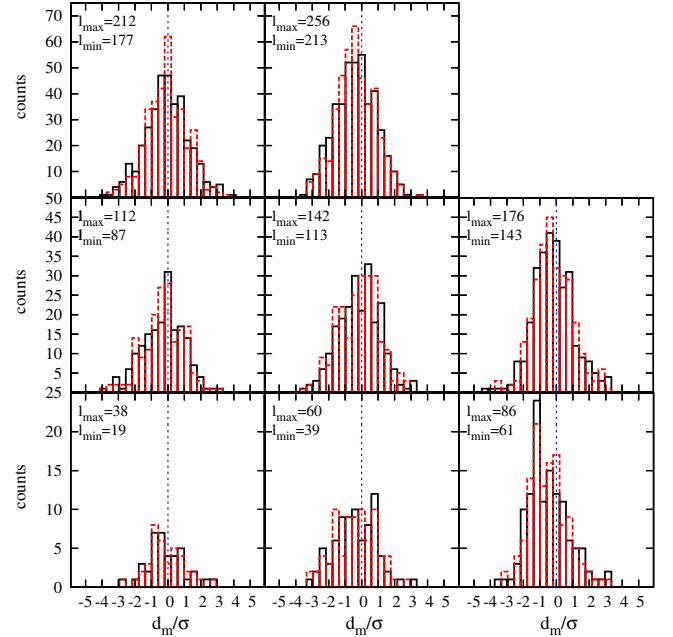 70
60
50
40
30
20
10
counts
l_max=212
l_min=177
l_max=256
l_min=213
50
45
40
35
30
25
20
15
10
5
counts
l_max=112
l_min=87
l_max=142
l_min=113
l_max=176
l_min=143
25
20
15
10
5
0
counts
l_max=38
l_min=19
l_max=60
l_min=39
l_max=86
l_min=61
-5 -4 -3 -2 -1 0 1 2 3 4 5 -5 -4 -3 -2 -1 0 1 2 3 4 5 -5 -4 -3 -2 -1 0 1 2 3 4 5
d_m/σ d_m/σ d_m/σ